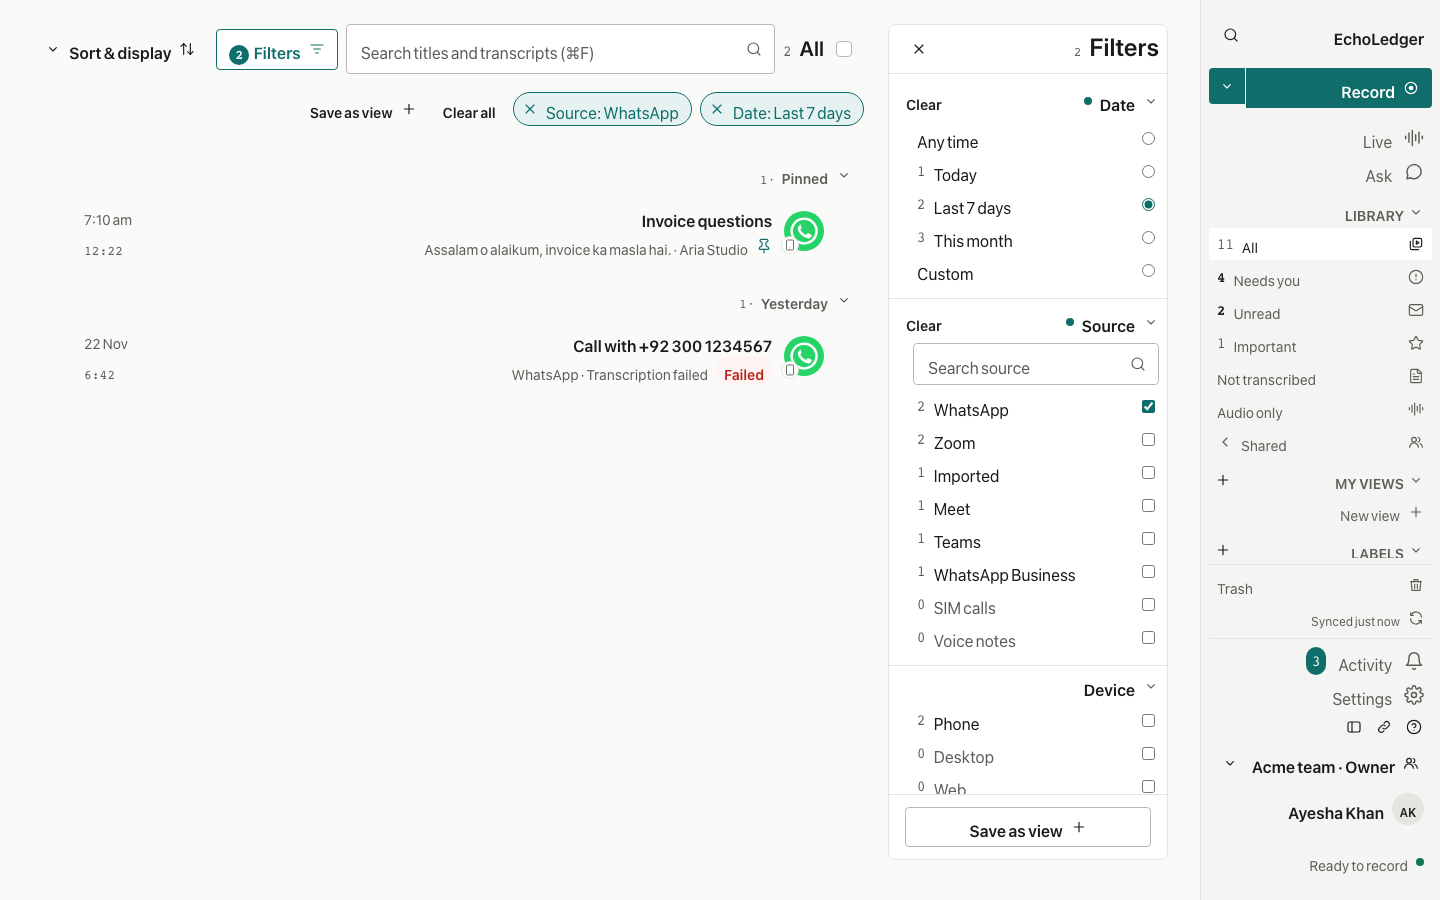 EchoLedger
Record
Live
Ask
LIBRARY
All 11
Needs you 4
Unread 2
Important 1
Not transcribed
Audio only
Shared
MY VIEWS
New view
LABELS
Trash
Synced just now
Activity 3
Settings
Acme team · Owner
AK Ayesha Khan
Ready to record
Filters 2
Date Clear
Any time
Today 1
Last 7 days 2
This month 3
Custom
Source Clear
Search source
WhatsApp 2
Zoom 2
Imported 1
Meet 1
Teams 1
WhatsApp Business 1
SIM calls 0
Voice notes 0
Device
Phone 2
Desktop 0
Web 0
Save as view
All 2
Search titles and transcripts (⌘F)
Filters 2
Sort & display
Date: Last 7 days
Source: WhatsApp
Clear all
Save as view
Pinned · 1
Invoice questions 7:10 am
Assalam o alaikum, invoice ka masla hai. · Aria Studio 12:22
Yesterday · 1
Call with +92 300 1234567 22 Nov
Failed WhatsApp · Transcription failed 6:42